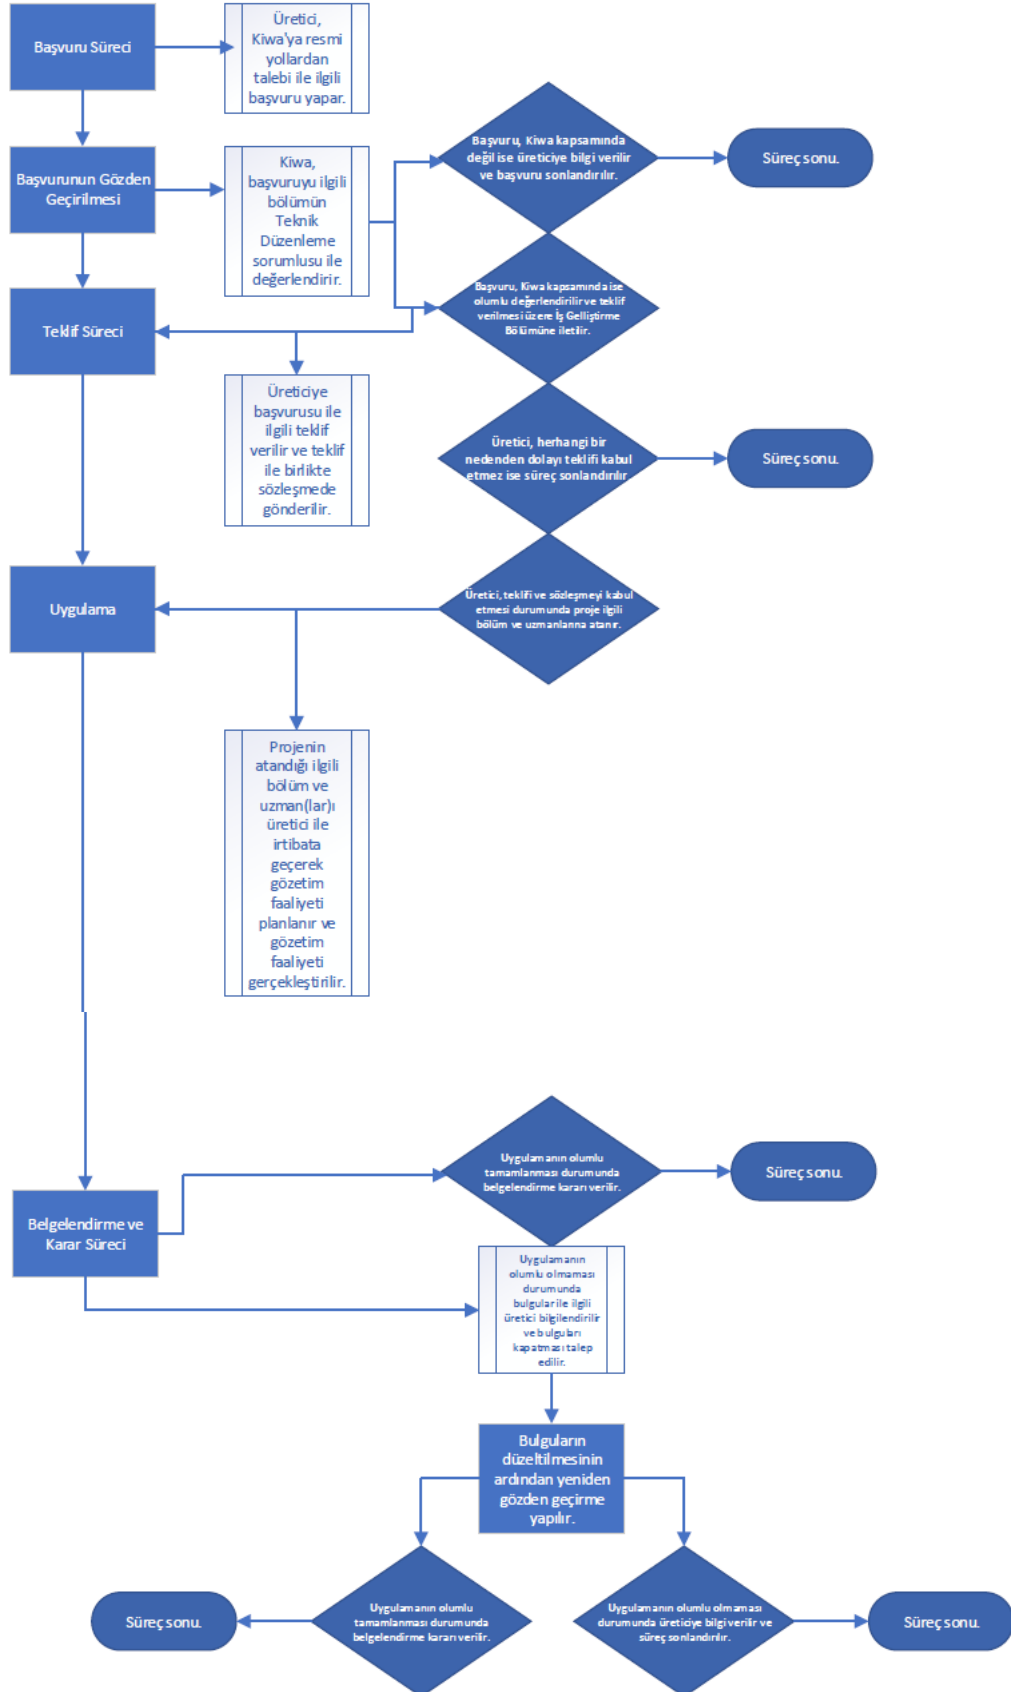 Başvuru Süreci
Üretici,
Kiwa'ya resmi
yollardan
talebi ile ilgili
başvuru yapar.
Başvurunun Gözden
Geçirilmesi
Kiwa,
başvuruyu ilgili
bölümün
Teknik
Düzenleme
sorumlusu ile
değerlendirir.
Başvuru, Kiwa kapsamında
değil ise üreticiye bilgi verilir
ve başvuru sonlandırılır.
Süreç sonu.
Teklif Süreci
Başvuru, Kiwa kapsamında ise
olumlu değerlendirilir ve teklif
verilmesi üzere İş Gelliştirme
Bölümüne iletilir.
Üreticiye
başvurusu ile
ilgili teklif
verilir ve teklif
ile birlikte
sözleşmede
gönderilir.
Üretici, herhangi bir
nedenden dolayı teklifi kabul
etmez ise süreç sonlandırılır.
Süreç sonu.
Uygulama
Üretici, teklifi ve sözleşmeyi kabul
etmesi durumunda proje ilgili
bölüm ve uzmanlarına atanır.
Projenin
atandığı ilgili
bölüm ve
uzman(lar)ı
üretici ile
irtibata
geçerek
gözetim
faaliyeti
planlanır ve
gözetim
faaliyeti
gerçekleştirilir.
Belgelendirme ve
Karar Süreci
Uygulamanın olumlu
tamamlanması durumunda
belgelendirme kararı verilir.
Süreç sonu.
Uygulamanın
olumlu olmaması
durumunda
bulgular ile ilgili
üretici bilgilendirilir
ve bulguları
kapatması talep
edilir.
Bulguların
düzeltilmesinin
ardından yeniden
gözden geçirme
yapılır.
Süreç sonu.
Uygulamanın olumlu
tamamlanması durumunda
belgelendirme kararı verilir.
Uygulamanın olumlu olmaması
durumunda üreticiye bilgi verilir ve
süreç sonlandırılır.
Süreç sonu.